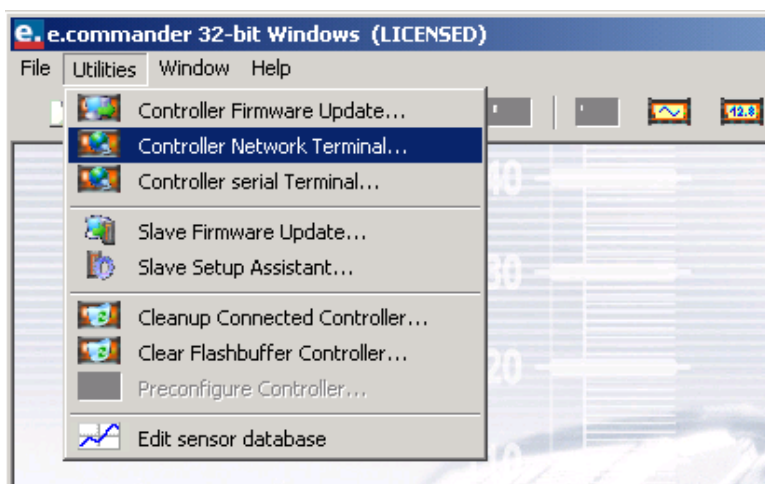 e. e.commander 32-bit Windows (LICENSED)
File Utilities Window Help
12.8
Controller Firmware Update...
Controller Network Terminal...
Controller serial Terminal...
Slave Firmware Update...
Slave Setup Assistant...
Cleanup Connected Controller...
Clear Flashbuffer Controller...
Preconfigure Controller...
Edit sensor database
40
30
20
10